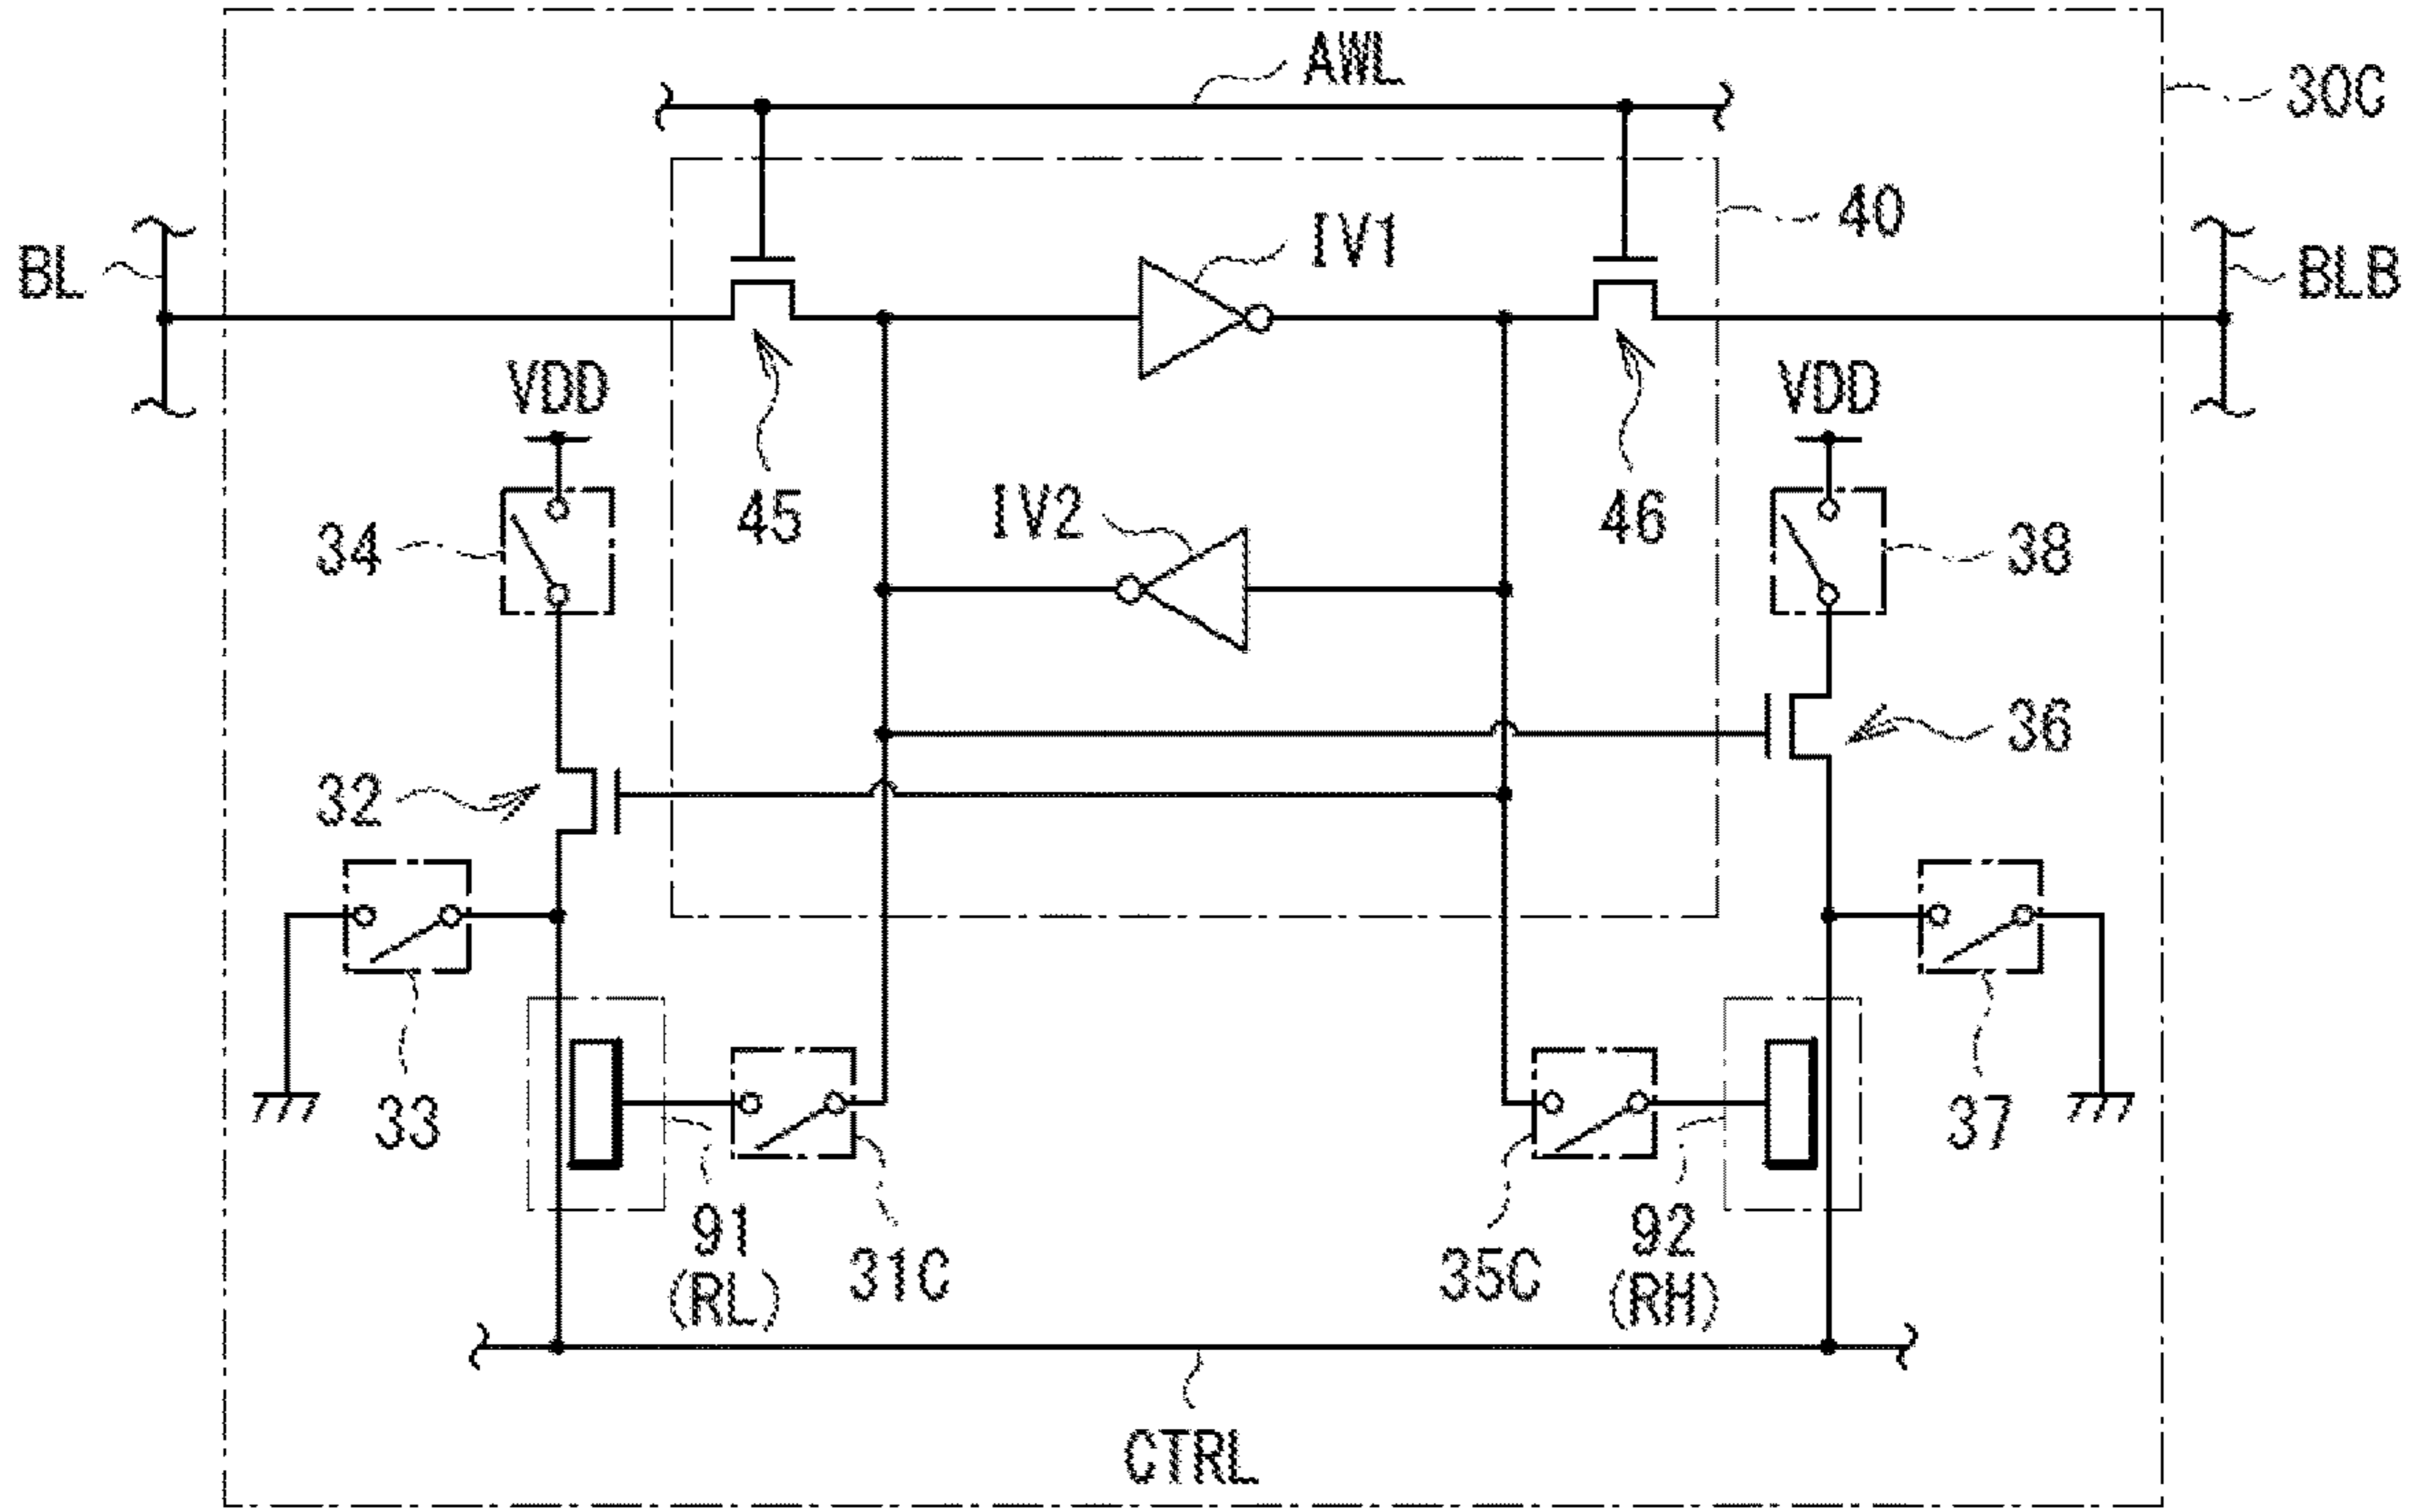 AWL
30C
40
IV1
BL
BLB
VDD
VDD
45
IV2
46
34
38
36
32
33
37
91
(RL)
31C
35C
92
(RH)
CTRL